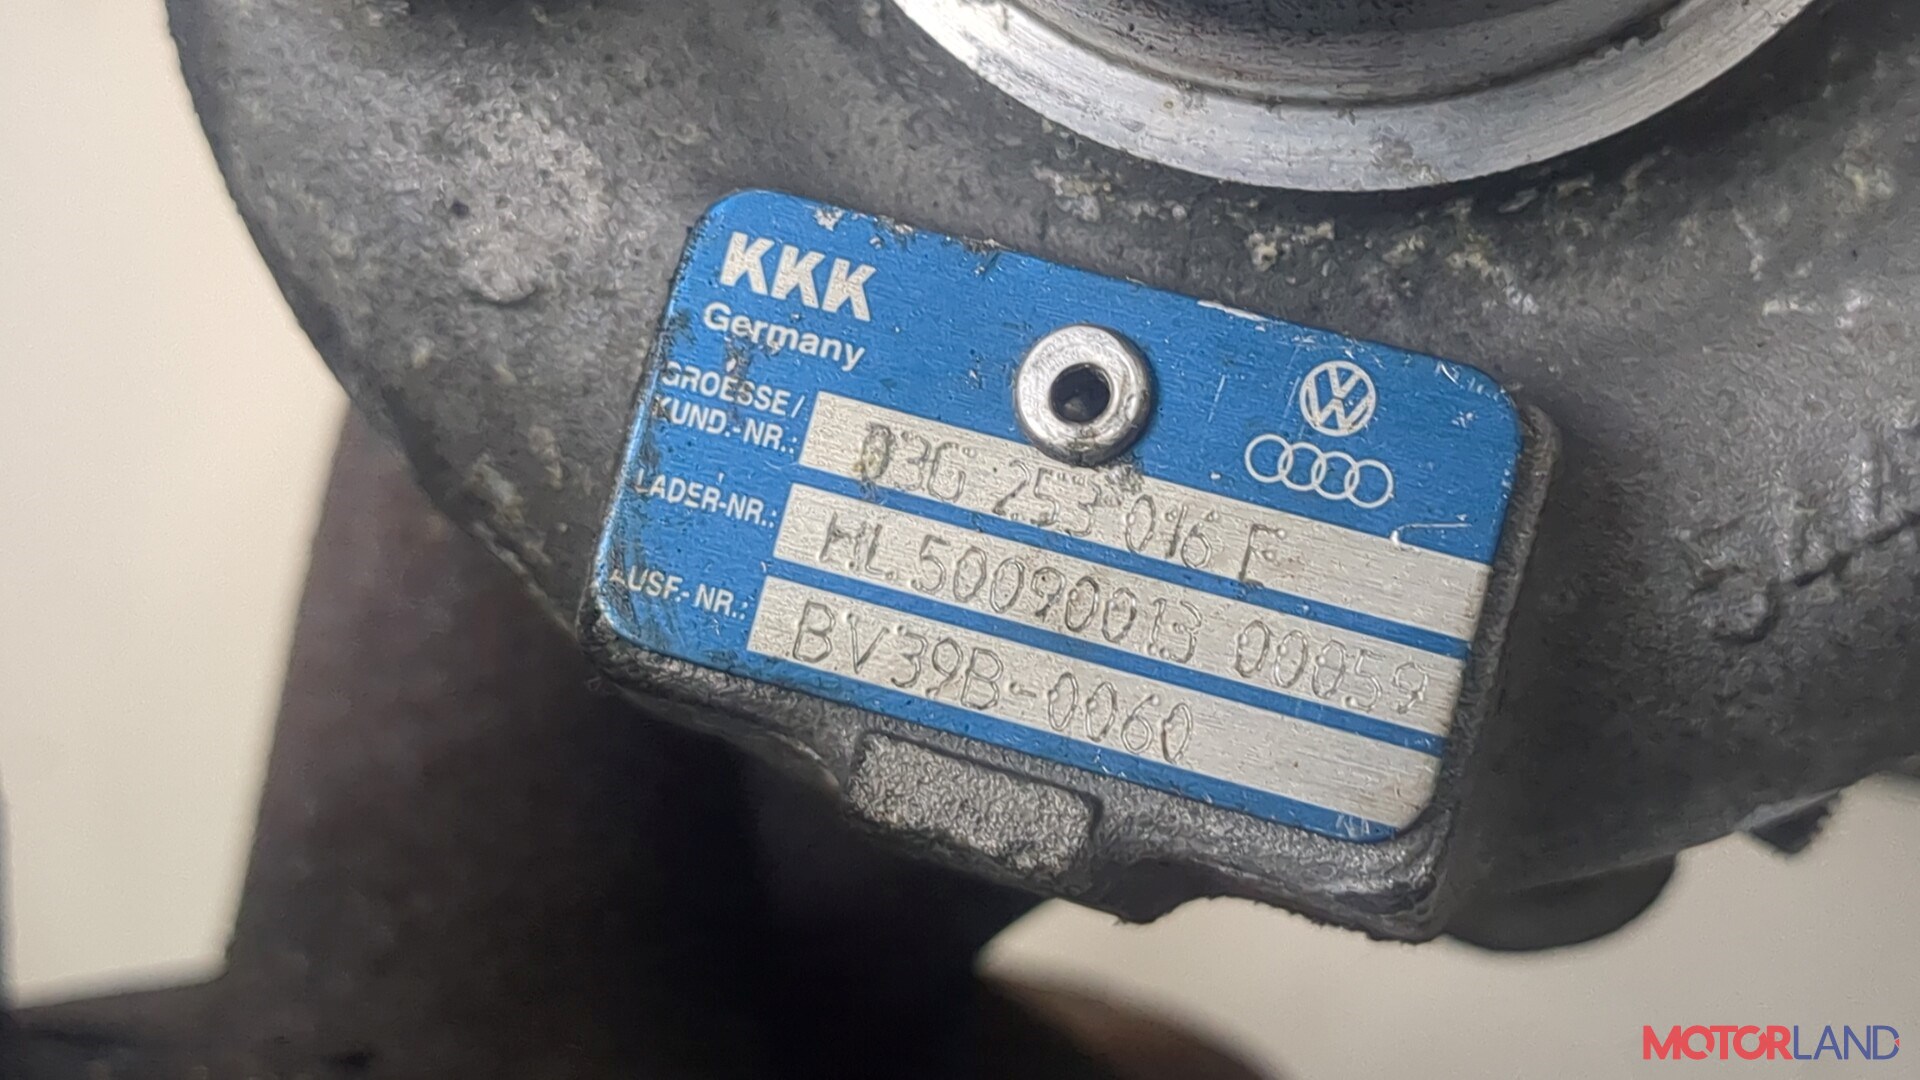 KKK
Germany
GROESSE/
KUND.-NR.:
03G 253 016 F
LADER-NR.:
HL 50090013 00059
AUSF.-NR.:
BV39B-0060
MOTORLAND